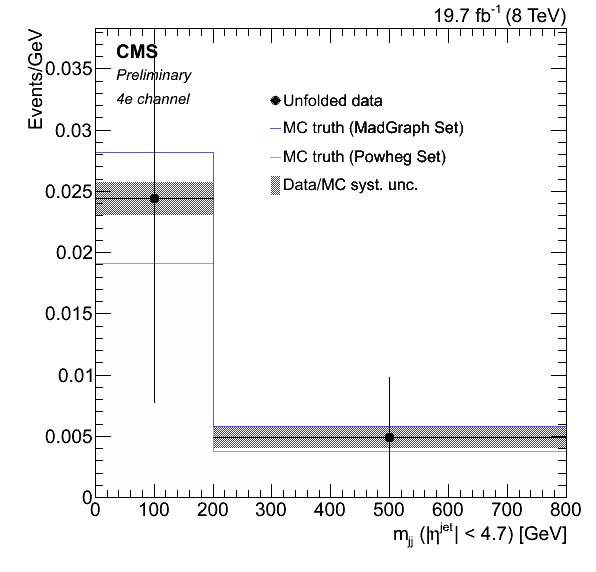 19.7 fb⁻¹ (8 TeV)
Events/GeV
CMS
Preliminary
4e channel
Unfolded data
MC truth (MadGraph Set)
MC truth (Powheg Set)
Data/MC syst. unc.
0.035
0.03
0.025
0.02
0.015
0.01
0.005
0
0 100 200 300 400 500 600 700 800
m_jj (|η^jet| < 4.7) [GeV]